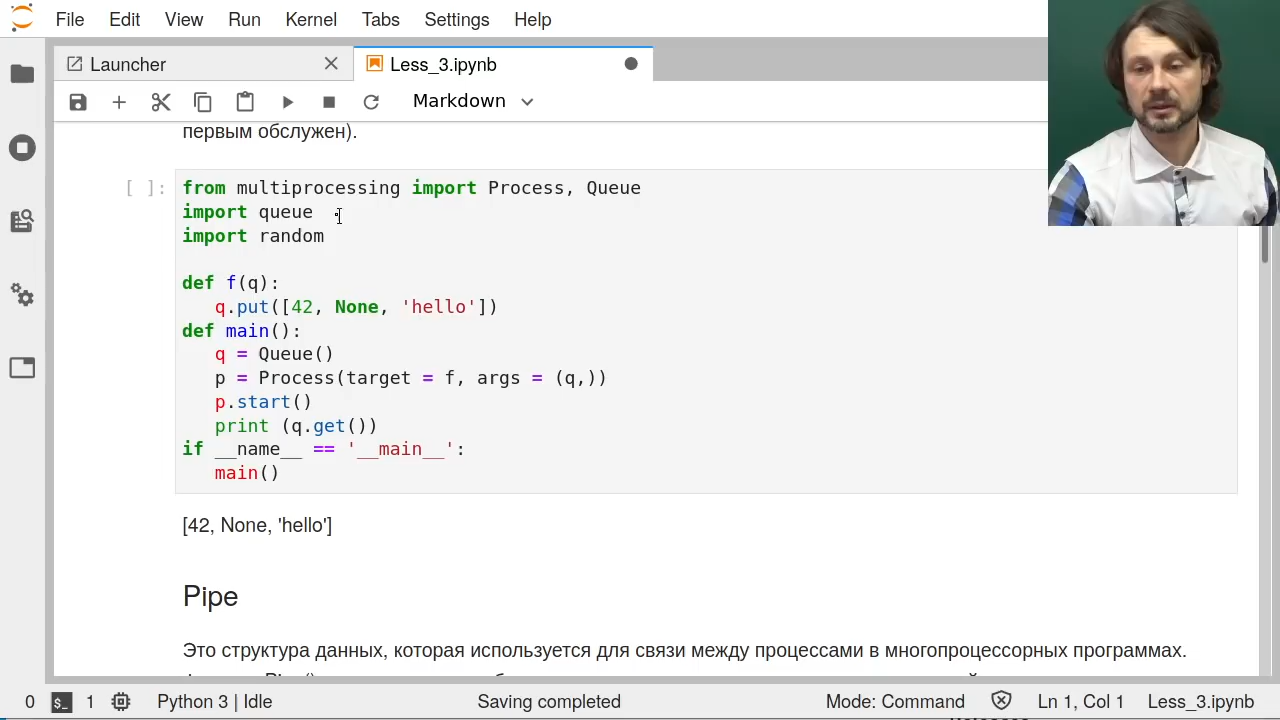 File Edit View Run Kernel Tabs Settings Help
Launcher
Less_3.ipynb
Markdown
первым обслужен).
[ ]:
from multiprocessing import Process, Queue
import queue
import random
def f(q):
q.put([42, None, 'hello'])
def main():
q = Queue()
p = Process(target = f, args = (q,))
p.start()
print (q.get())
if __name__ == '__main__':
main()
[42, None, 'hello']
Pipe
Это структура данных, которая используется для связи между процессами в многопроцессорных программах.
0 $_ 1 Python 3 | Idle Saving completed Mode: Command Ln 1, Col 1 Less_3.ipynb